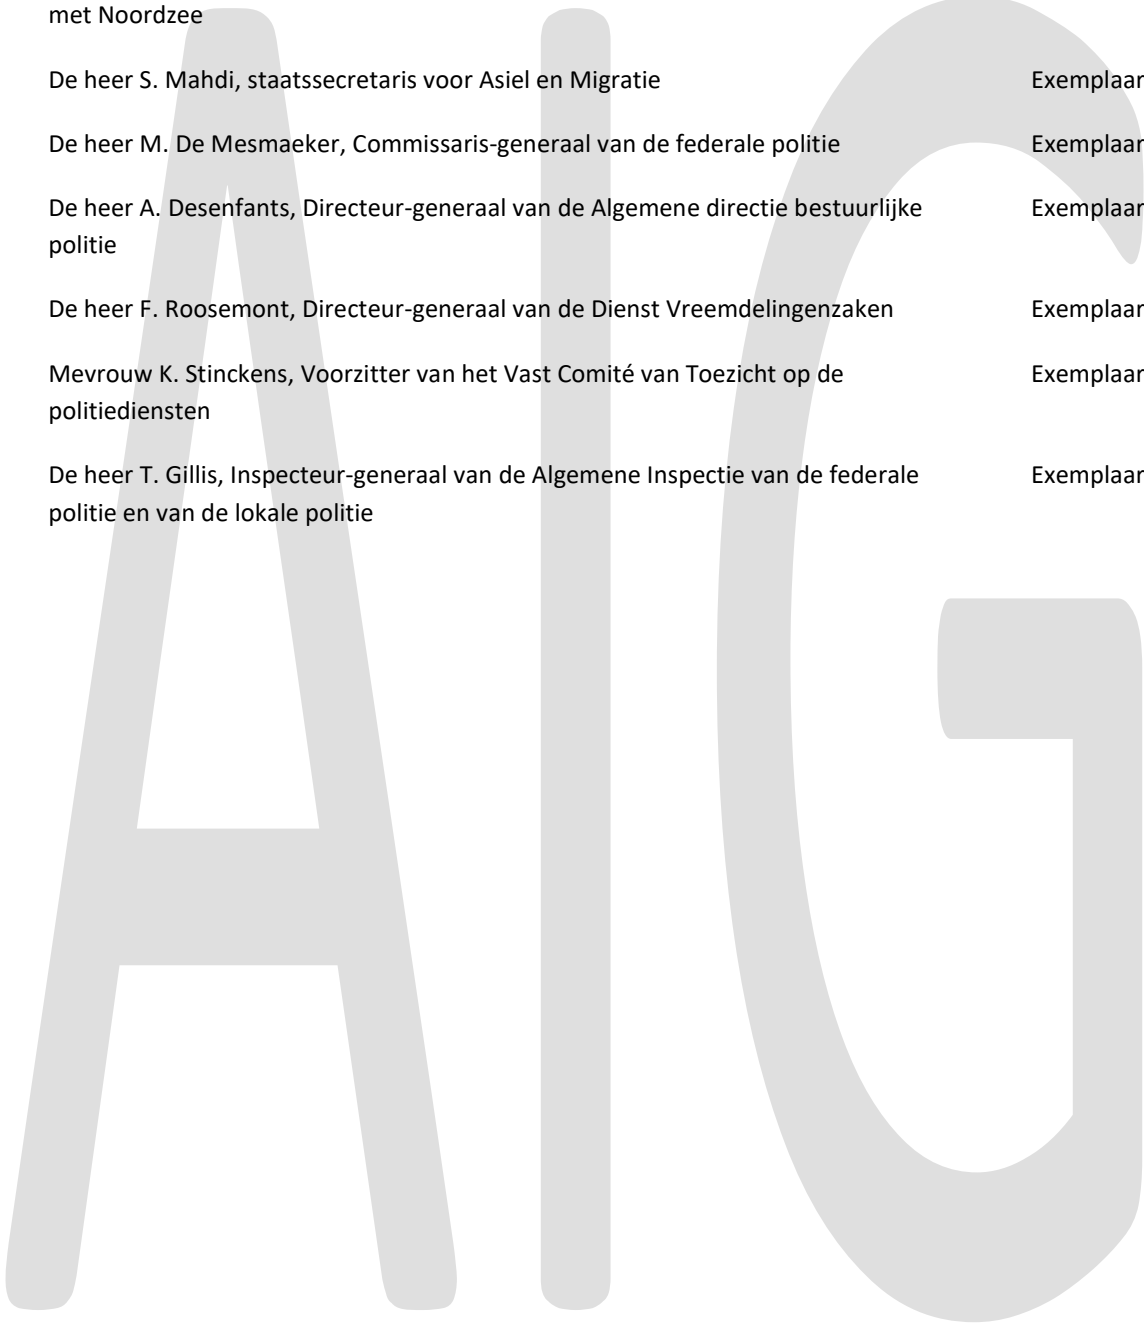 met Noordzee
De heer S. Mahdi, staatssecretaris voor Asiel en Migratie Exemplaar
De heer M. De Mesmaeker, Commissaris-generaal van de federale politie Exemplaar
De heer A. Desenfants, Directeur-generaal van de Algemene directie bestuurlijke Exemplaar
politie
De heer F. Roosemont, Directeur-generaal van de Dienst Vreemdelingenzaken Exemplaar
Mevrouw K. Stinckens, Voorzitter van het Vast Comité van Toezicht op de Exemplaar
politiediensten
De heer T. Gillis, Inspecteur-generaal van de Algemene Inspectie van de federale Exemplaar
politie en van de lokale politie
AIG